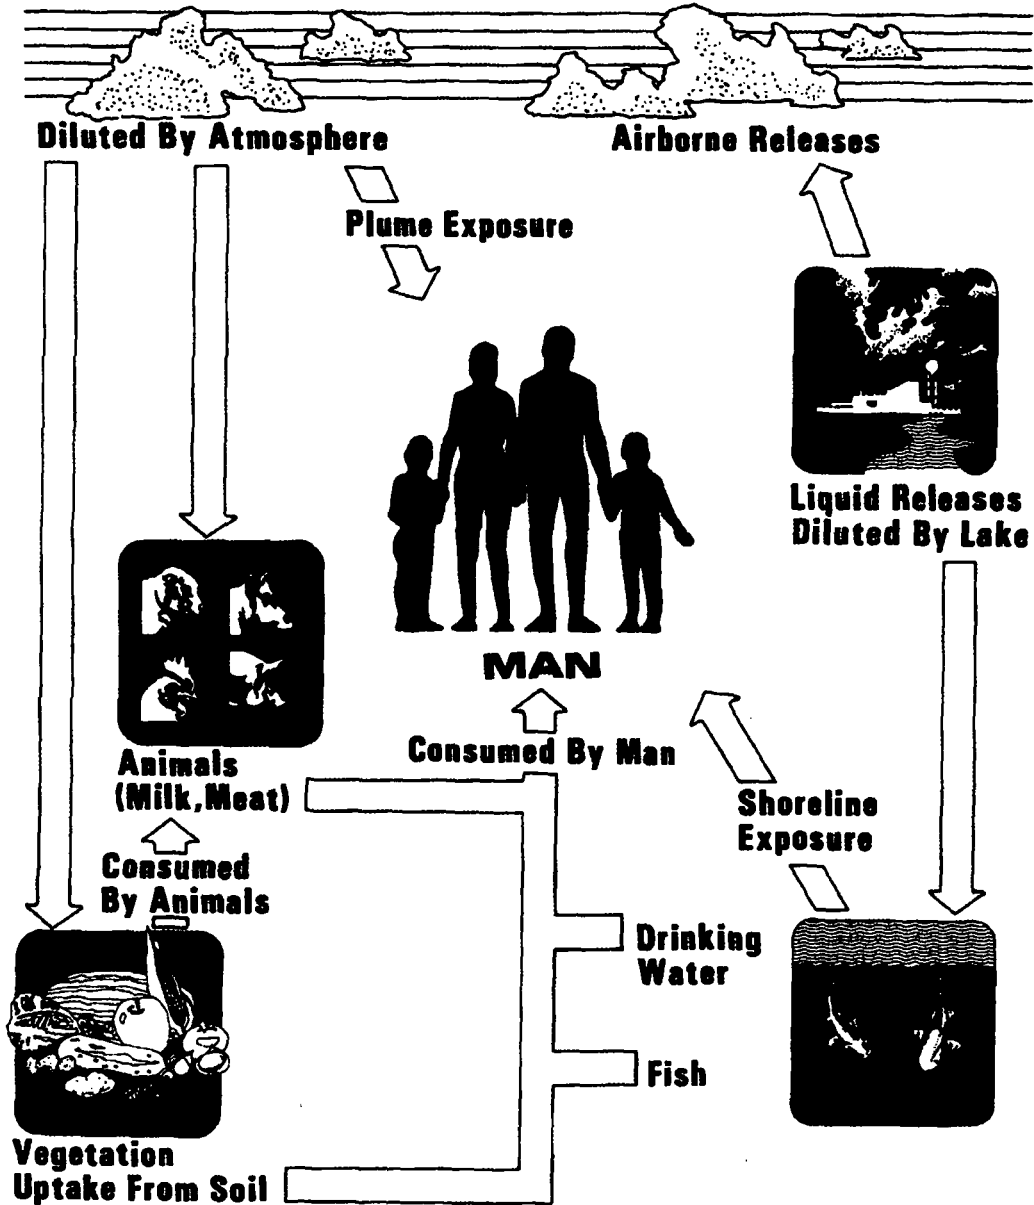 Diluted By Atmosphere
Airborne Releases
Plume Exposure
Liquid Releases
Diluted By Lake
MAN
Consumed By Man
Animals
(Milk, Meat)
Shoreline
Exposure
Consumed
By Animals
Drinking
Water
Fish
Vegetation
Uptake From Soil